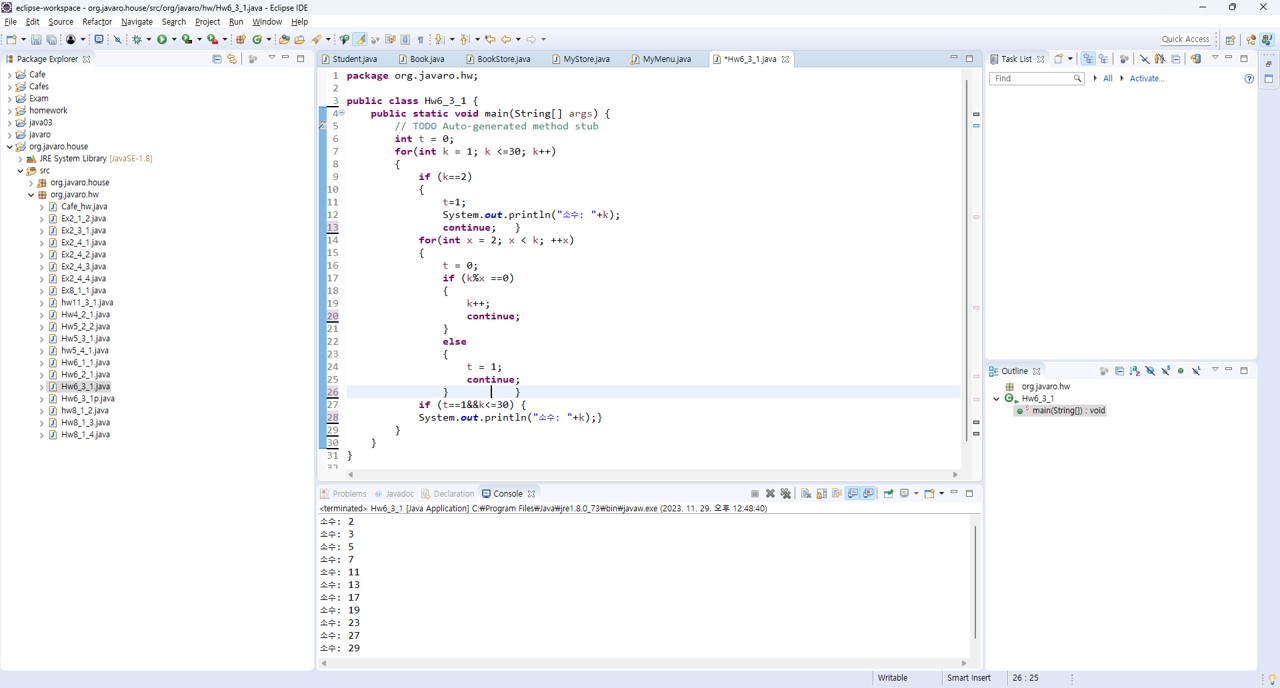 eclipse-workspace - org.javaro.house/src/org/javaro/hw/Hw6_3_1.java - Eclipse IDE
File Edit Source Refactor Navigate Search Project Run Window Help
Quick Access
Package Explorer
Student.java Book.java BookStore.java MyStore.java MyMenu.java *Hw6_3_1.java
Task List
Find All Activate...
Cafe
Cafes
Exam
homework
java03
javaro
org.javaro.house
JRE System Library [JavaSE-1.8]
src
org.javaro.house
org.javaro.hw
Cafe_hw.java
Ex2_1_2.java
Ex2_3_1.java
Ex2_4_1.java
Ex2_4_2.java
Ex2_4_3.java
Ex2_4_4.java
Ex8_1_1.java
hw11_3_1.java
Hw4_2_1.java
Hw5_2_2.java
Hw5_3_1.java
hw5_4_1.java
Hw6_1_1.java
Hw6_2_1.java
Hw6_3_1.java
Hw6_3_1p.java
hw8_1_2.java
Hw8_1_3.java
Hw8_1_4.java
1 package org.javaro.hw;
2
3 public class Hw6_3_1 {
4 public static void main(String[] args) {
5 // TODO Auto-generated method stub
6 int t = 0;
7 for(int k = 1; k <=30; k++)
8 {
9 if (k==2)
10 {
11 t=1;
12 System.out.println("소수: "+k);
13 continue; }
14 for(int x = 2; x < k; ++x)
15 {
16 t = 0;
17 if (k%x ==0)
18 {
19 k++;
20 continue;
21 }
22 else
23 {
24 t = 1;
25 continue;
26 } }
27 if (t==1&&k<=30) {
28 System.out.println("소수: "+k);}
29 }
30 }
31 }
32
Outline
org.javaro.hw
Hw6_3_1
main(String[]) : void
Problems Javadoc Declaration Console
<terminated> Hw6_3_1 [Java Application] C:₩Program Files₩Java₩jre1.8.0_73₩bin₩javaw.exe (2023. 11. 29. 오후 12:48:40)
소수: 2
소수: 3
소수: 5
소수: 7
소수: 11
소수: 13
소수: 17
소수: 19
소수: 23
소수: 27
소수: 29
Writable Smart Insert 26 : 25